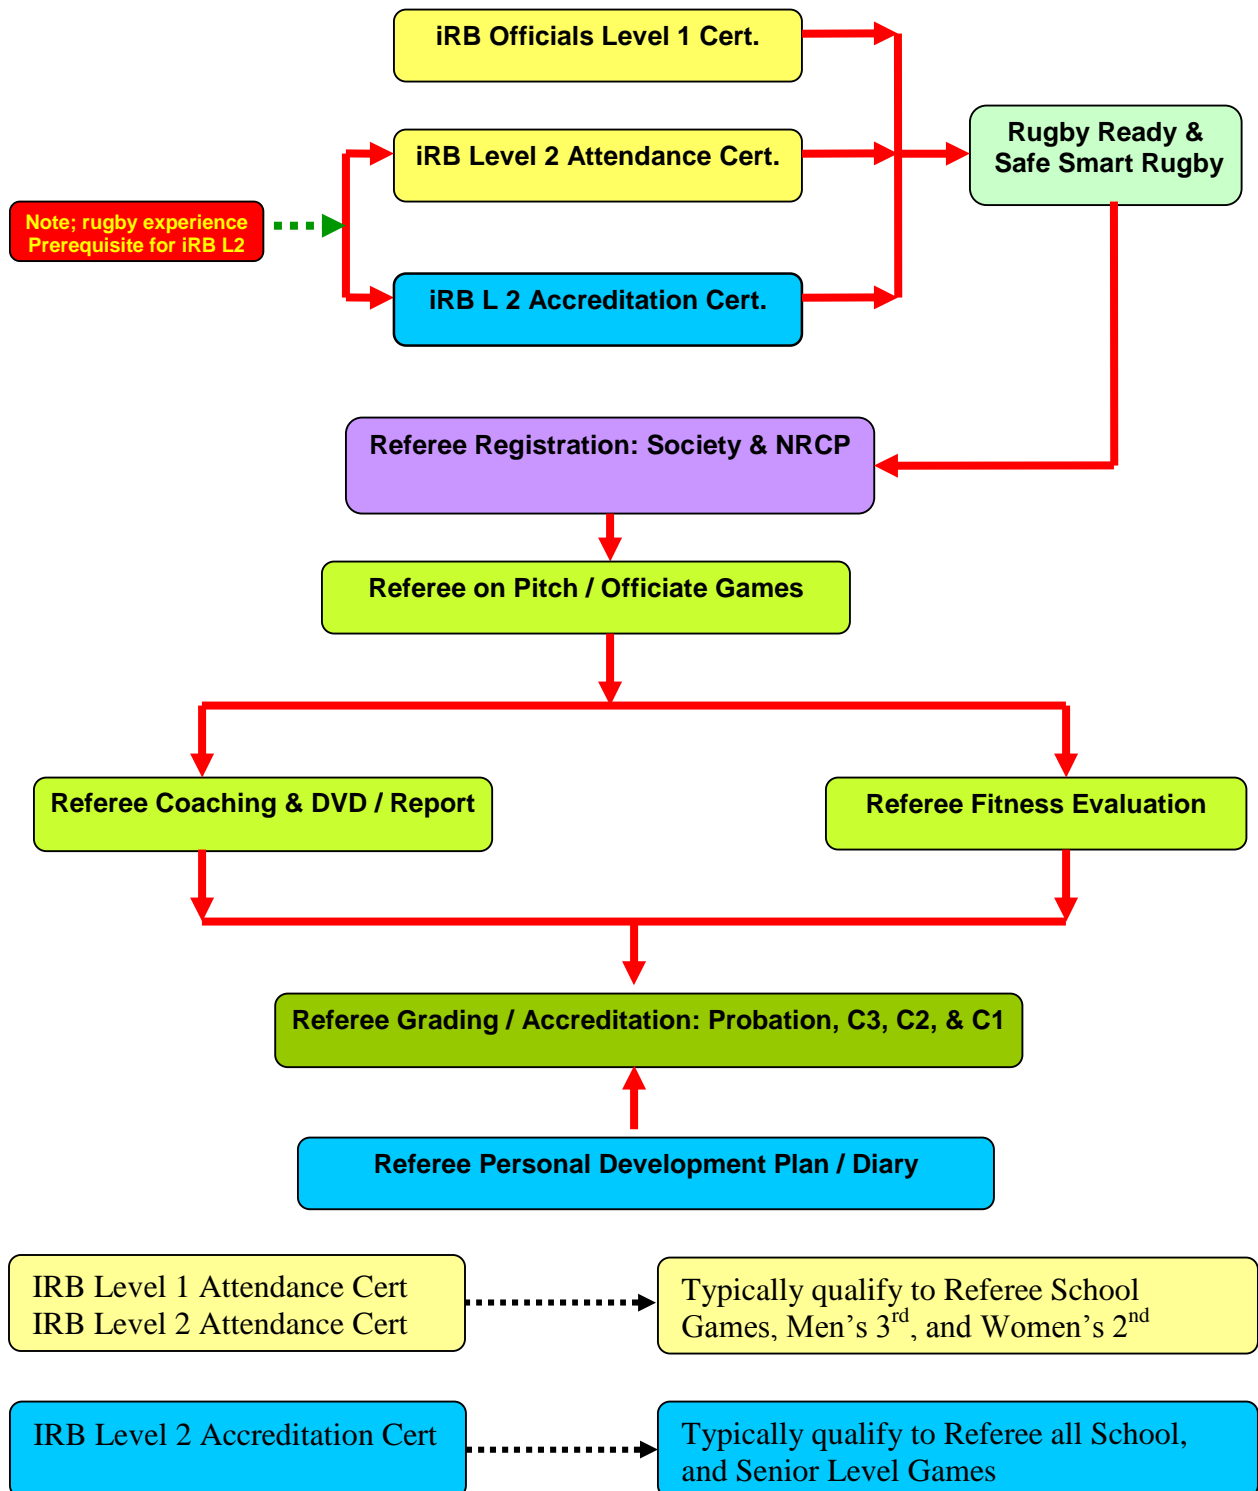 iRB Officials Level 1 Cert.
iRB Level 2 Attendance Cert.
Rugby Ready &
Safe Smart Rugby
Note; rugby experience
Prerequisite for iRB L2
iRB L 2 Accreditation Cert.
Referee Registration: Society & NRCP
Referee on Pitch / Officiate Games
Referee Coaching & DVD / Report
Referee Fitness Evaluation
Referee Grading / Accreditation: Probation, C3, C2, & C1
Referee Personal Development Plan / Diary
IRB Level 1 Attendance Cert
IRB Level 2 Attendance Cert
Typically qualify to Referee School
Games, Men's 3rd, and Women's 2nd
IRB Level 2 Accreditation Cert
Typically qualify to Referee all School,
and Senior Level Games